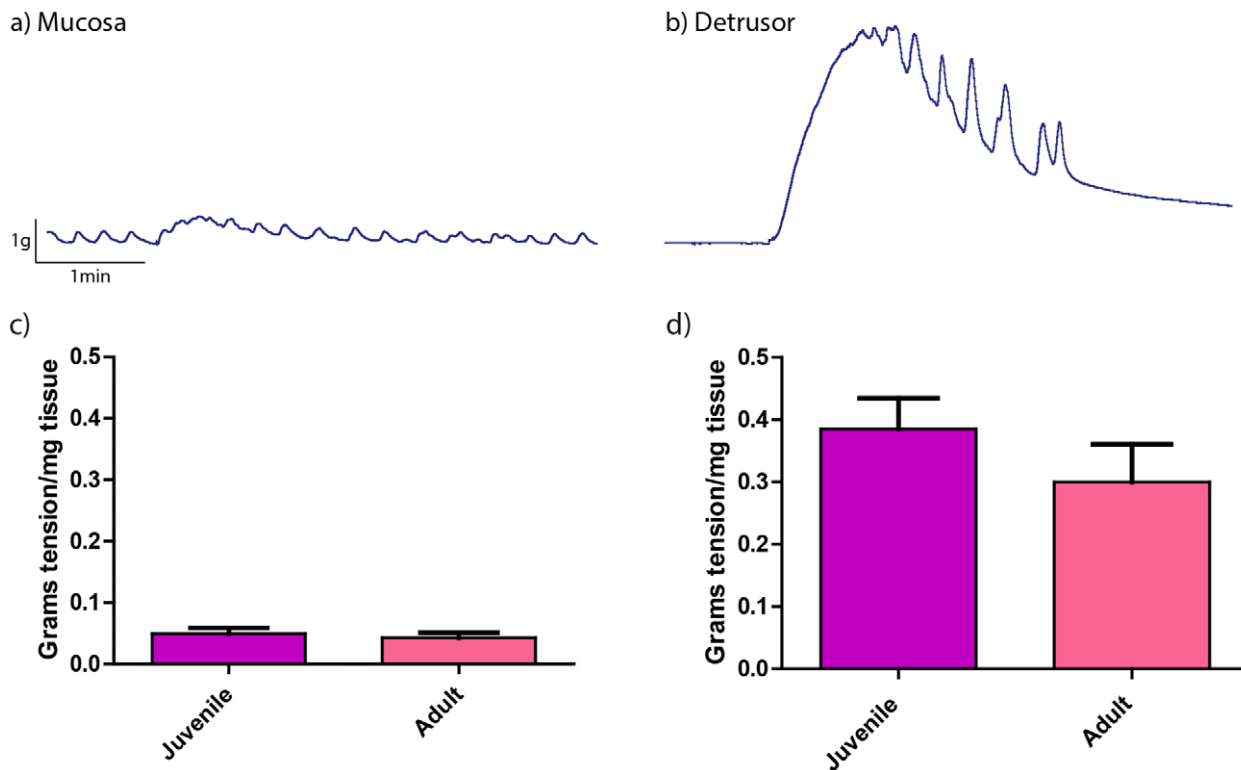 a) Mucosa
b) Detrusor
1g
1min
c)
Grams tension/mg tissue
0.5
0.4
0.3
0.2
0.1
0.0
Juvenile
Adult
d)
Grams tension/mg tissue
0.5
0.4
0.3
0.2
0.1
0.0
Juvenile
Adult